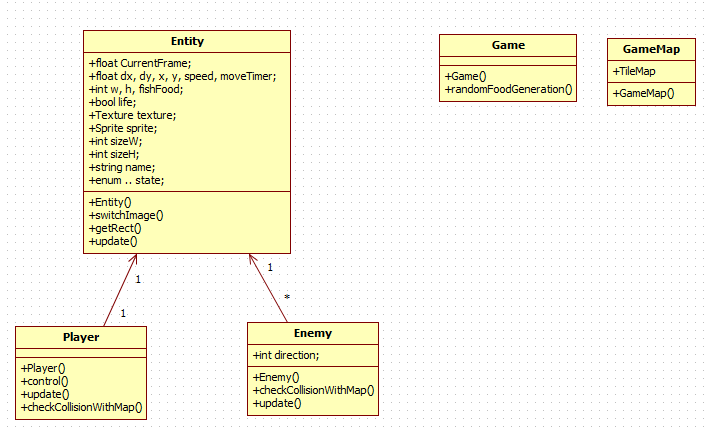 Entity
+float CurrentFrame;
+float dx, dy, x, y, speed, moveTimer;
+int w, h, fishFood;
+bool life;
+Texture texture;
+Sprite sprite;
+int sizeW;
+int sizeH;
+string name;
+enum .. state;
+Entity()
+switchImage()
+getRect()
+update()
Game
+Game()
+randomFoodGeneration()
GameMap
+TileMap
+GameMap()
1
1
1
*
Player
+Player()
+control()
+update()
+checkCollisionWithMap()
Enemy
+int direction;
+Enemy()
+checkCollisionWithMap()
+update()